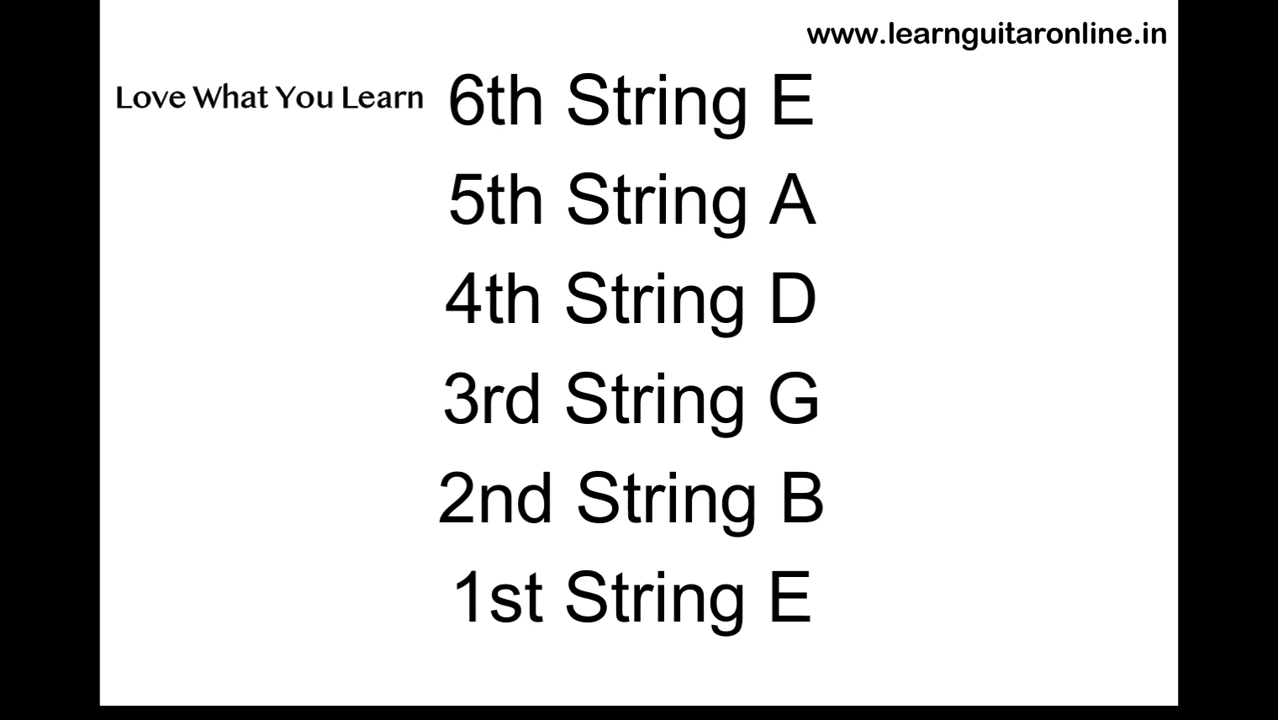 www.learnguitaronline.in
Love What You Learn
6th String E
5th String A
4th String D
3rd String G
2nd String B
1st String E